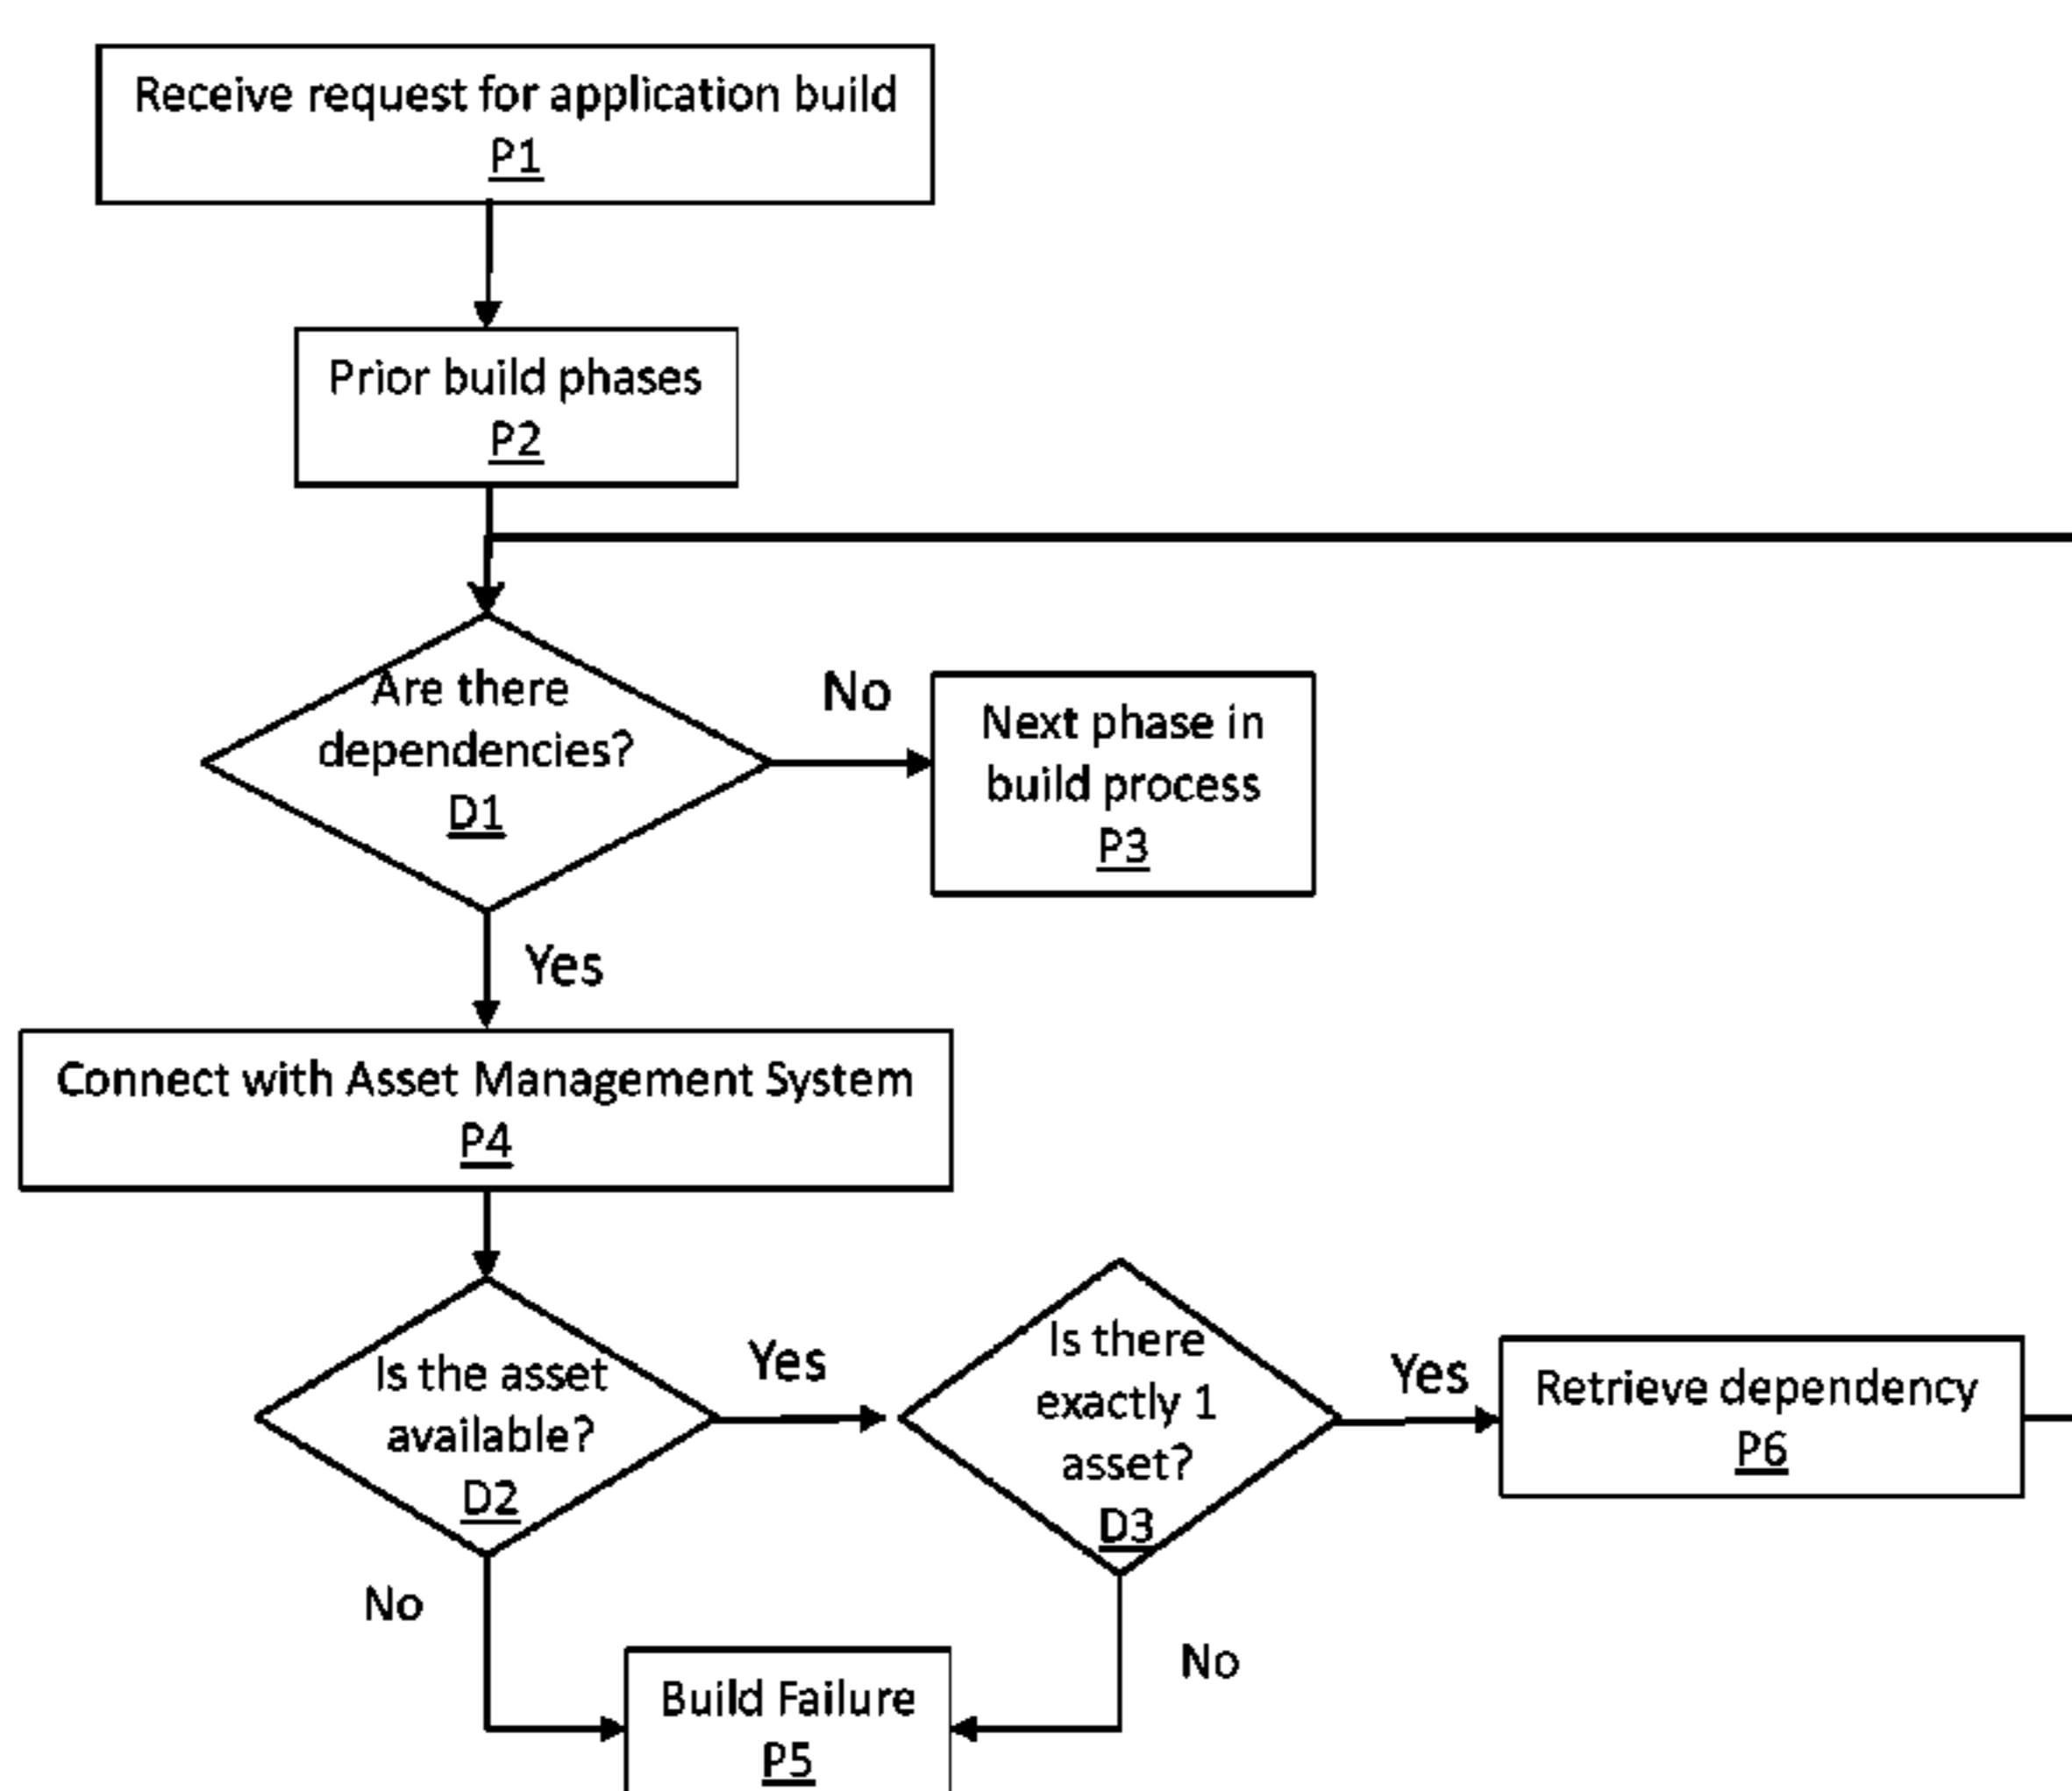 Receive request for application build
P1
Prior build phases
P2
Are there
dependencies?
D1
No
Next phase in
build process
P3
Yes
Connect with Asset Management System
P4
Is the asset
available?
D2
Yes
Is there
exactly 1
asset?
D3
Yes
Retrieve dependency
P6
No
No
Build Failure
P5